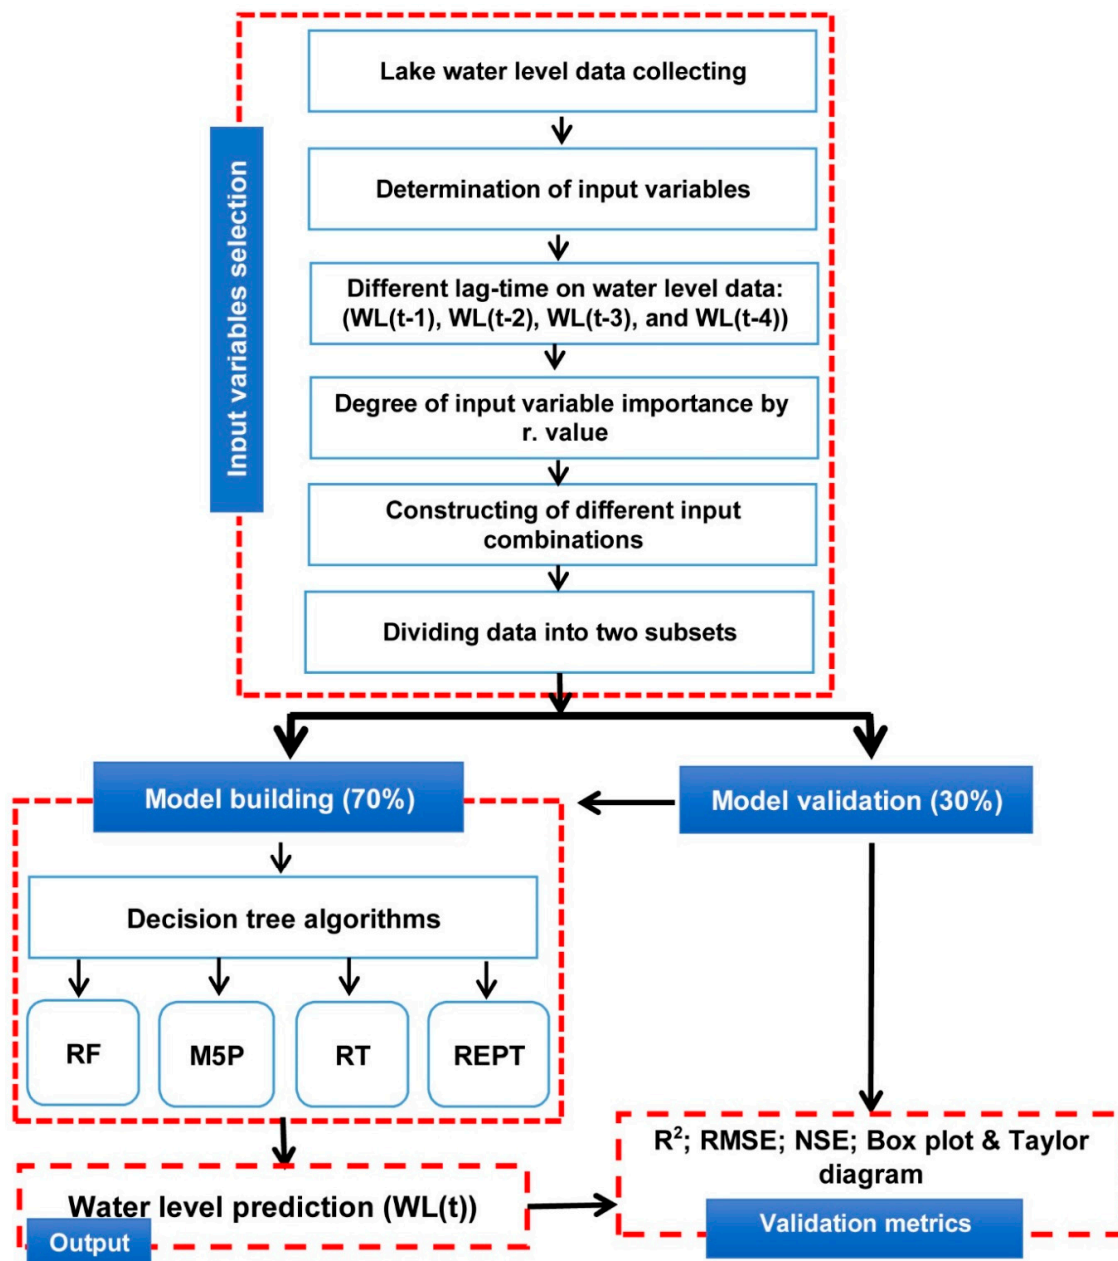 Lake water level data collecting
Input variables selection
Determination of input variables
Different lag-time on water level data:
(WL(t-1), WL(t-2), WL(t-3), and WL(t-4))
Degree of input variable importance by
r. value
Constructing of different input
combinations
Dividing data into two subsets
Model building (70%)
Model validation (30%)
Decision tree algorithms
RF
M5P
RT
REPT
R²; RMSE; NSE; Box plot & Taylor
diagram
Water level prediction (WL(t))
Validation metrics
Output